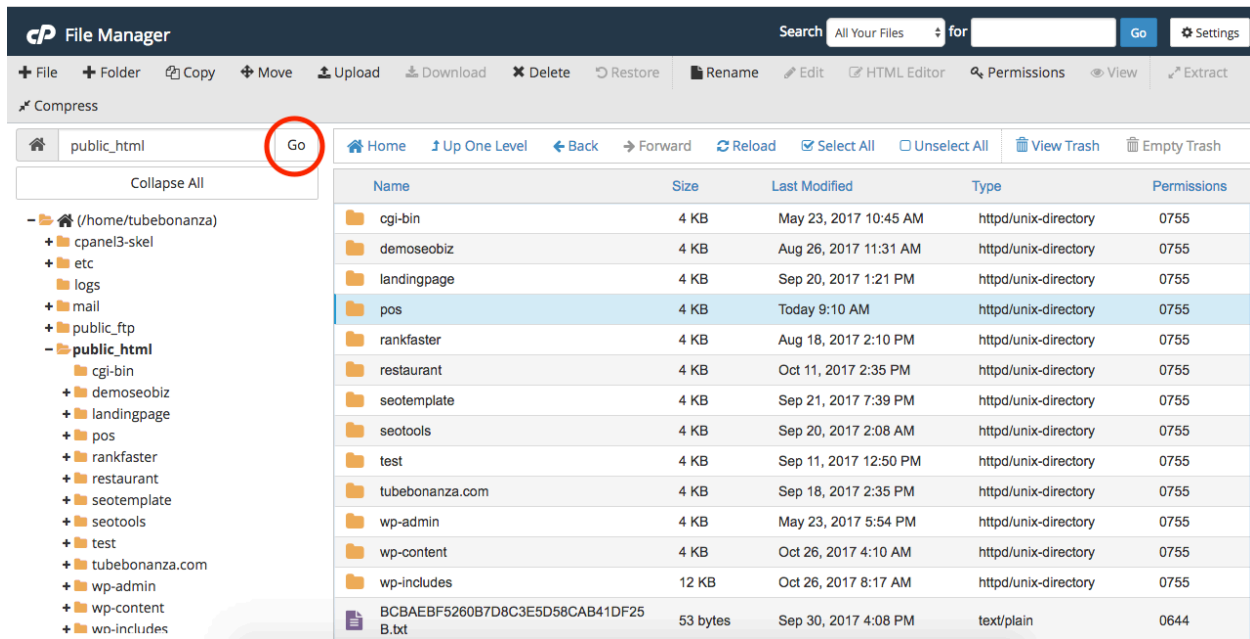 cP File Manager Search All Your Files for Go Settings
File Folder Copy Move Upload Download Delete Restore Rename Edit HTML Editor Permissions View Extract
Compress
public_html Go Home Up One Level Back Forward Reload Select All Unselect All View Trash Empty Trash
Collapse All
(/home/tubebonanza)
cpanel3-skel
etc
logs
mail
public_ftp
public_html
cgi-bin
demoseobiz
landingpage
pos
rankfaster
restaurant
seotemplate
seotools
test
tubebonanza.com
wp-admin
wp-content
wp-includes
Name Size Last Modified Type Permissions
cgi-bin 4 KB May 23, 2017 10:45 AM httpd/unix-directory 0755
demoseobiz 4 KB Aug 26, 2017 11:31 AM httpd/unix-directory 0755
landingpage 4 KB Sep 20, 2017 1:21 PM httpd/unix-directory 0755
pos 4 KB Today 9:10 AM httpd/unix-directory 0755
rankfaster 4 KB Aug 18, 2017 2:10 PM httpd/unix-directory 0755
restaurant 4 KB Oct 11, 2017 2:35 PM httpd/unix-directory 0755
seotemplate 4 KB Sep 21, 2017 7:39 PM httpd/unix-directory 0755
seotools 4 KB Sep 20, 2017 2:08 AM httpd/unix-directory 0755
test 4 KB Sep 11, 2017 12:50 PM httpd/unix-directory 0755
tubebonanza.com 4 KB Sep 18, 2017 2:35 PM httpd/unix-directory 0755
wp-admin 4 KB May 23, 2017 5:54 PM httpd/unix-directory 0755
wp-content 4 KB Oct 26, 2017 4:10 AM httpd/unix-directory 0755
wp-includes 12 KB Oct 26, 2017 8:17 AM httpd/unix-directory 0755
BCBAEBF5260B7D8C3E5D58CAB41DF25
B.txt 53 bytes Sep 30, 2017 4:08 PM text/plain 0644